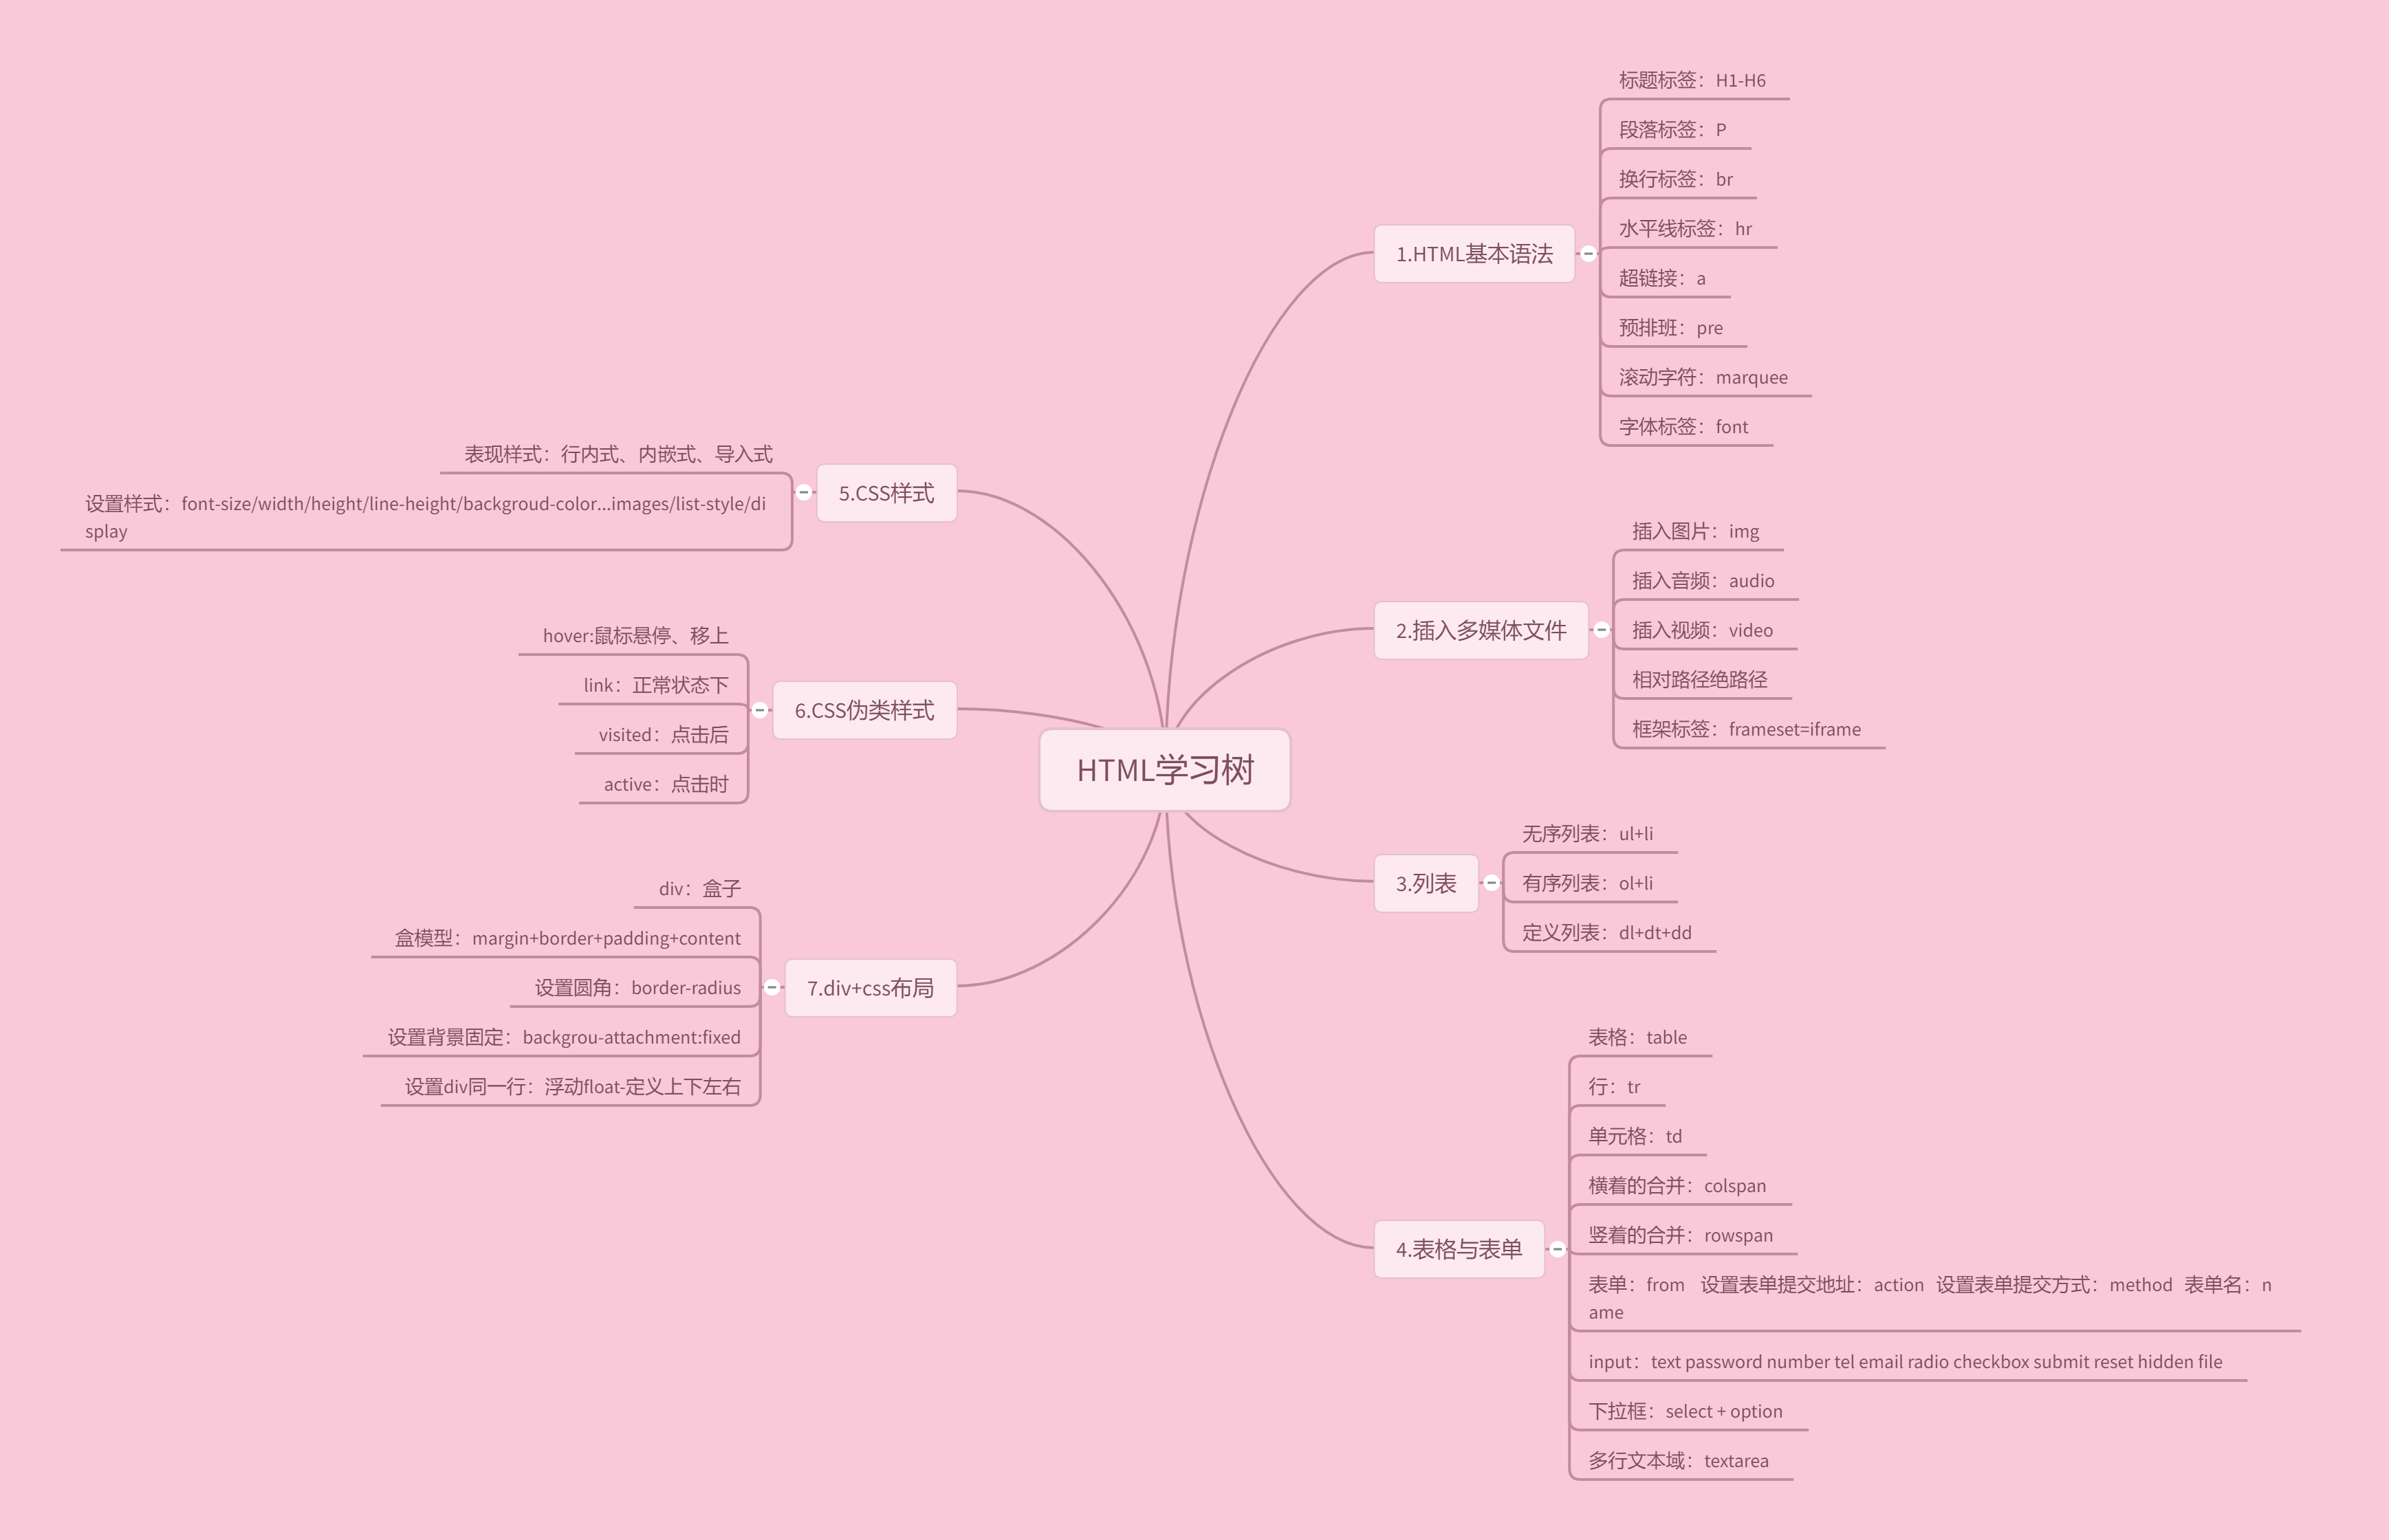 HTML学习树
1.HTML基本语法
标题标签：H1-H6
段落标签：P
换行标签：br
水平线标签：hr
超链接：a
预排班：pre
滚动字符：marquee
字体标签：font
2.插入多媒体文件
插入图片：img
插入音频：audio
插入视频：video
相对路径绝路径
框架标签：frameset=iframe
3.列表
无序列表：ul+li
有序列表：ol+li
定义列表：dl+dt+dd
4.表格与表单
表格：table
行：tr
单元格：td
横着的合并：colspan
竖着的合并：rowspan
表单：from 设置表单提交地址：action 设置表单提交方式：method 表单名：n
ame
input：text password number tel email radio checkbox submit reset hidden file
下拉框：select + option
多行文本域：textarea
5.CSS样式
表现样式：行内式、内嵌式、导入式
设置样式：font-size/width/height/line-height/backgroud-color...images/list-style/di
splay
6.CSS伪类样式
hover:鼠标悬停、移上
link：正常状态下
visited：点击后
active：点击时
7.div+css布局
div：盒子
盒模型：margin+border+padding+content
设置圆角：border-radius
设置背景固定：backgrou-attachment:fixed
设置div同一行：浮动float-定义上下左右